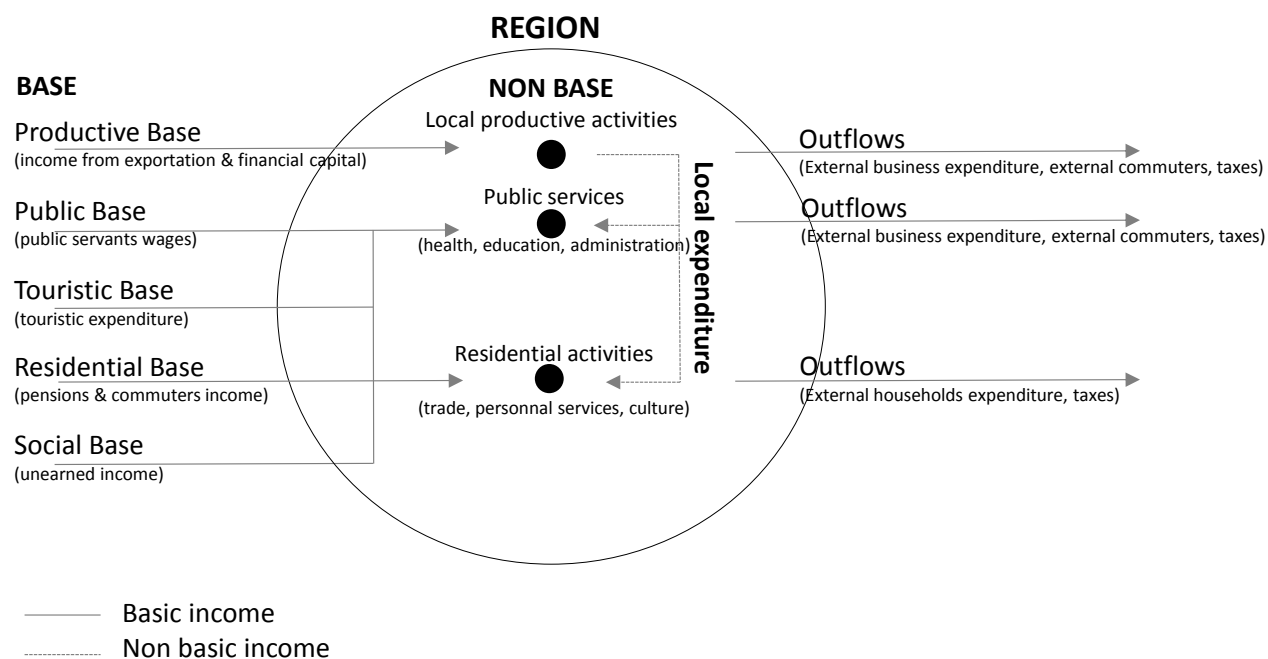 REGION
BASE
NON BASE
Local productive activities
Productive Base
(income from exportation & financial capital)
Outflows
(External business expenditure, external commuters, taxes)
Public services
Public Base
(public servants wages)
(health, education, administration)
Outflows
(External business expenditure, external commuters, taxes)
Local expenditure
Touristic Base
(touristic expenditure)
Residential activities
Residential Base
(pensions & commuters income)
(trade, personnal services, culture)
Outflows
(External households expenditure, taxes)
Social Base
(unearned income)
Basic income
Non basic income